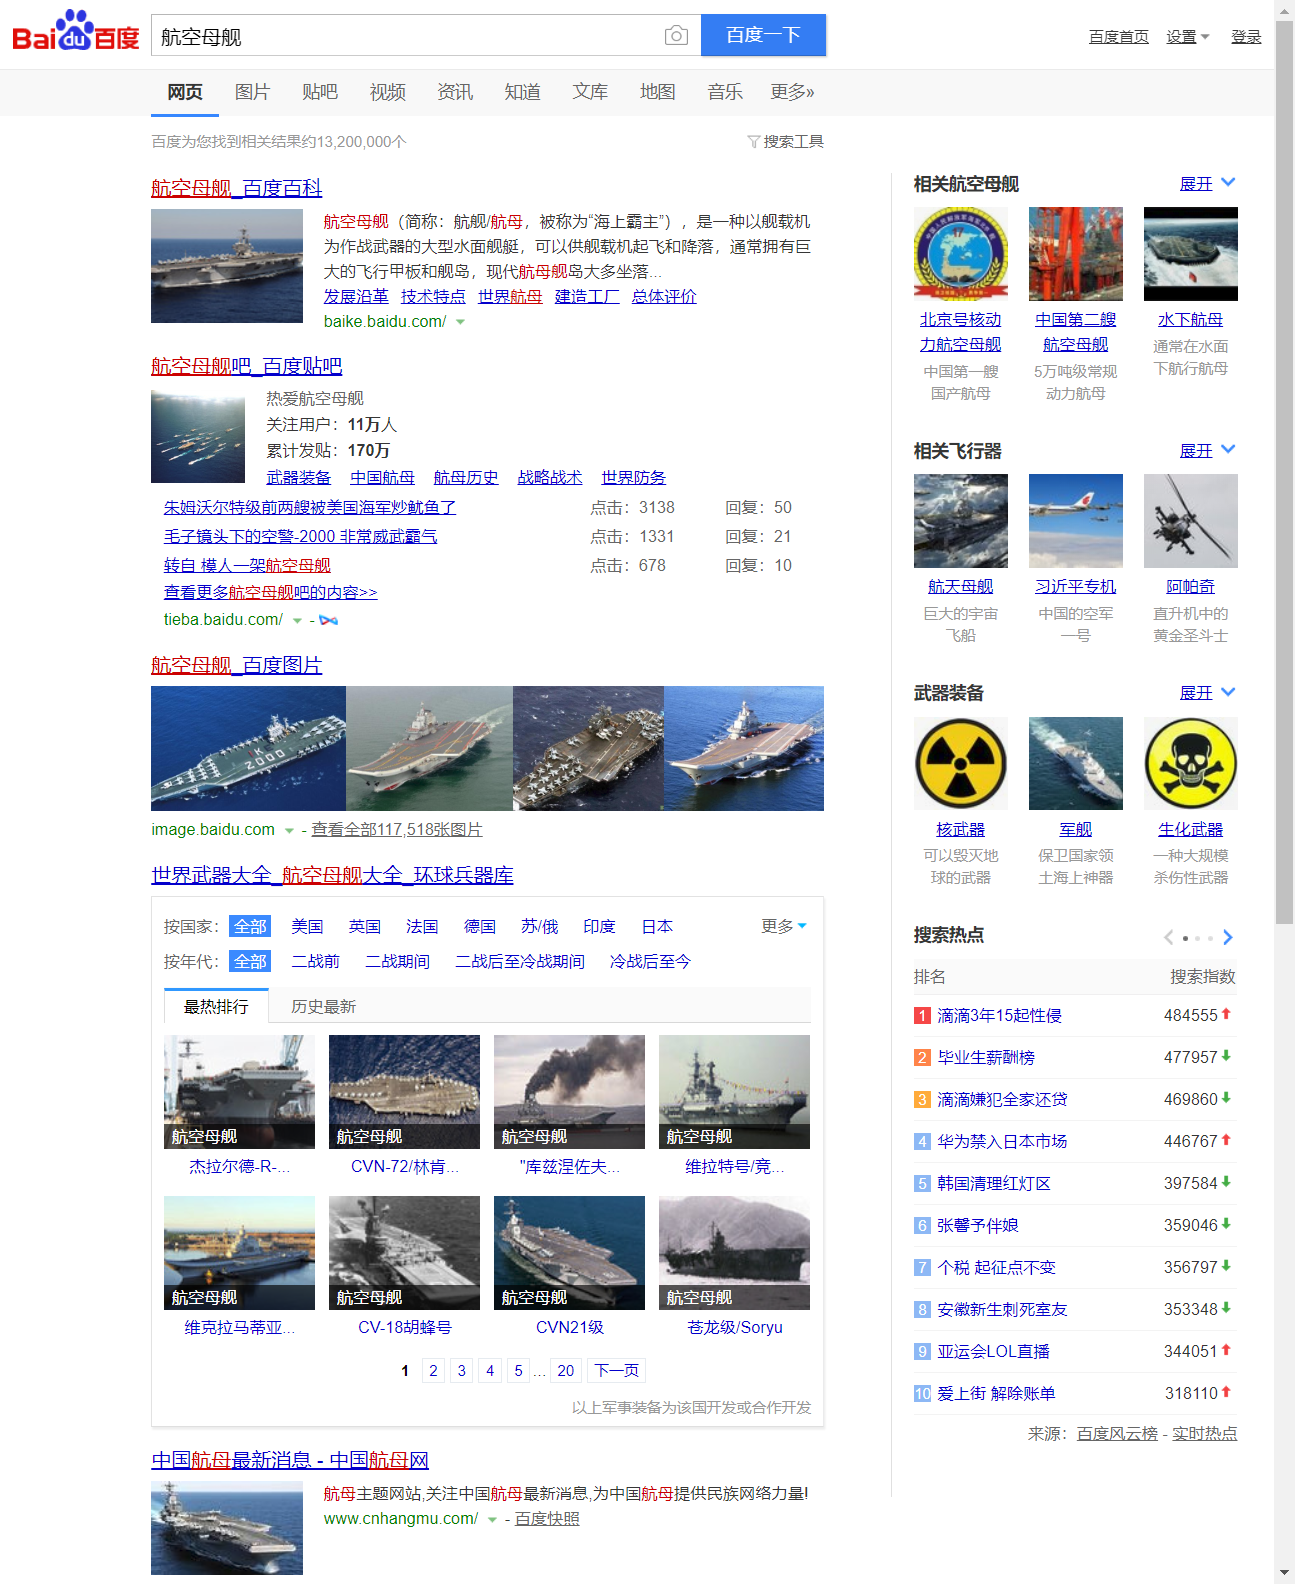 Bai du 百度
航空母舰
百度一下
百度首页 设置 登录
网页 图片 贴吧 视频 资讯 知道 文库 地图 音乐 更多»
百度为您找到相关结果约13,200,000个
搜索工具
航空母舰_百度百科
航空母舰（简称：航舰/航母，被称为“海上霸主”），是一种以舰载机
为作战武器的大型水面舰艇，可以供舰载机起飞和降落，通常拥有巨
大的飞行甲板和舰岛，现代航母舰岛大多坐落...
发展沿革 技术特点 世界航母 建造工厂 总体评价
baike.baidu.com/
航空母舰吧_百度贴吧
热爱航空母舰
关注用户：11万人
累计发贴：170万
武器装备 中国航母 航母历史 战略战术 世界防务
朱姆沃尔特级前两艘被美国海军炒鱿鱼了 点击：3138 回复：50
毛子镜头下的空警-2000 非常威武霸气 点击：1331 回复：21
转自 模人一架航空母舰 点击：678 回复：10
查看更多航空母舰吧的内容>>
tieba.baidu.com/ -
航空母舰_百度图片
image.baidu.com - 查看全部117,518张图片
世界武器大全_航空母舰大全_环球兵器库
按国家： 全部 美国 英国 法国 德国 苏/俄 印度 日本 更多
按年代： 全部 二战前 二战期间 二战后至冷战期间 冷战后至今
最热排行 历史最新
航空母舰 航空母舰 航空母舰 航空母舰
杰拉尔德-R-... CVN-72/林肯... "库兹涅佐夫... 维拉特号/竞...
航空母舰 航空母舰 航空母舰 航空母舰
维克拉马蒂亚... CV-18胡蜂号 CVN21级 苍龙级/Soryu
1 2 3 4 5 ... 20 下一页
以上军事装备为该国开发或合作开发
中国航母最新消息 - 中国航母网
航母主题网站,关注中国航母最新消息,为中国航母提供民族网络力量!
www.cnhangmu.com/ - 百度快照
相关航空母舰 展开
北京号核动 中国第二艘 水下航母
力航空母舰 航空母舰
中国第一艘 5万吨级常规 通常在水面
国产航母 动力航母 下航行航母
相关飞行器 展开
航天母舰 习近平专机 阿帕奇
巨大的宇宙 中国的空军 直升机中的
飞船 一号 黄金圣斗士
武器装备 展开
核武器 军舰 生化武器
可以毁灭地 保卫国家领 一种大规模
球的武器 土海上神器 杀伤性武器
搜索热点
排名 搜索指数
1 滴滴3年15起性侵 484555
2 毕业生薪酬榜 477957
3 滴滴嫌犯全家还贷 469860
4 华为禁入日本市场 446767
5 韩国清理红灯区 397584
6 张馨予伴娘 359046
7 个税 起征点不变 356797
8 安徽新生刺死室友 353348
9 亚运会LOL直播 344051
10 爱上街 解除账单 318110
来源：百度风云榜 - 实时热点